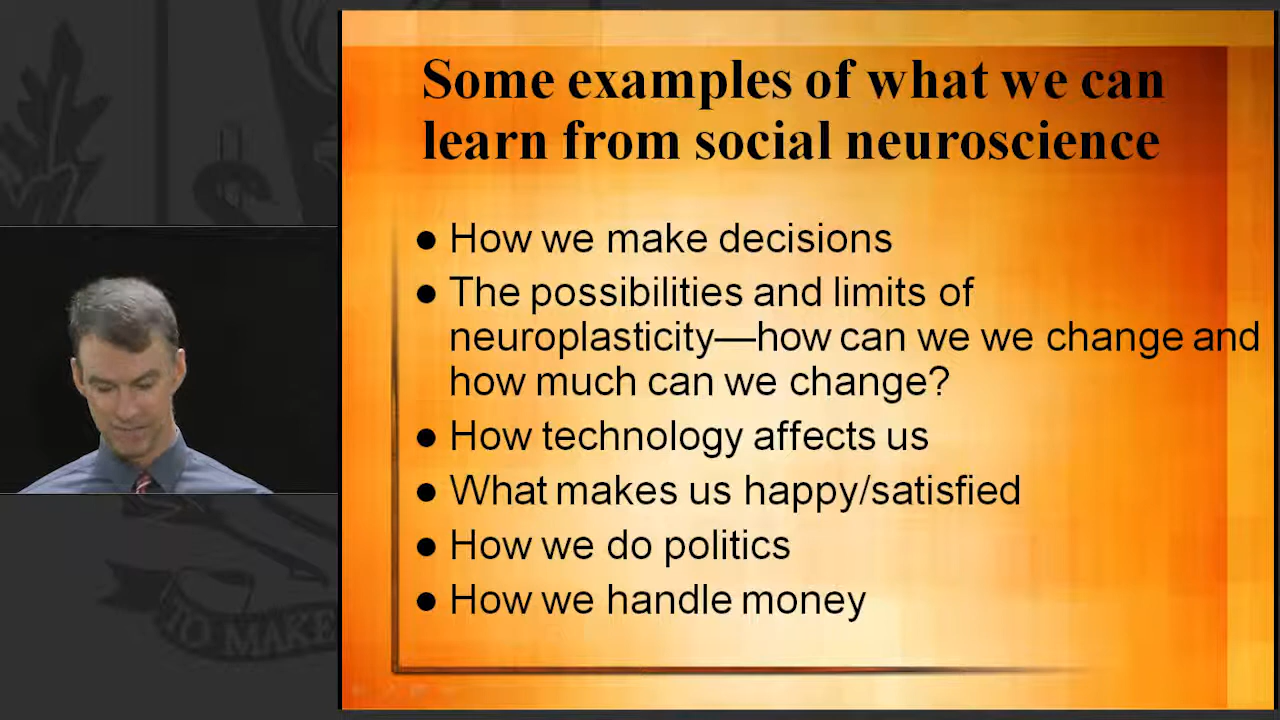 Some examples of what we can
learn from social neuroscience
● How we make decisions
● The possibilities and limits of
neuroplasticity—how can we we change and
how much can we change?
● How technology affects us
● What makes us happy/satisfied
● How we do politics
● How we handle money
TO MAKE